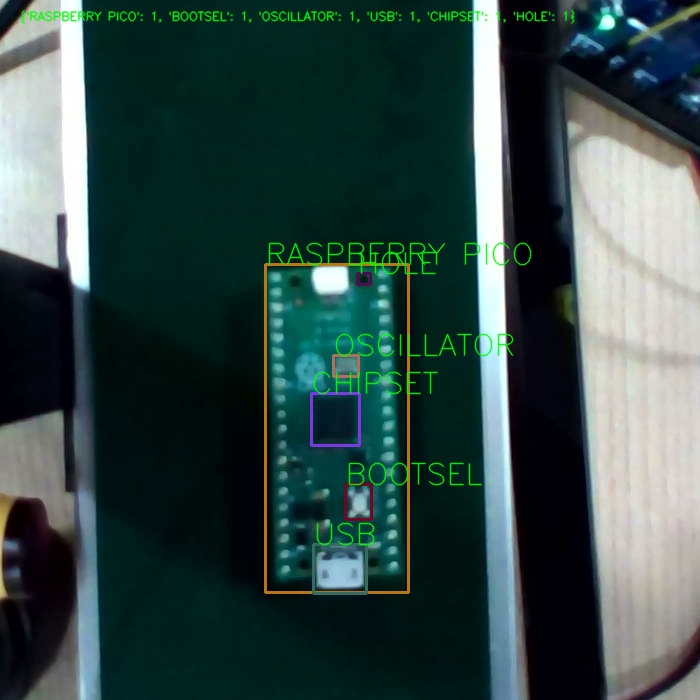 {'RASPBERRY PICO': 1, 'BOOTSEL': 1, 'OSCILLATOR': 1, 'USB': 1, 'CHIPSET': 1, 'HOLE': 1}
RASPBERRY PICO
HOLE
OSCILLATOR
CHIPSET
BOOTSEL
USB